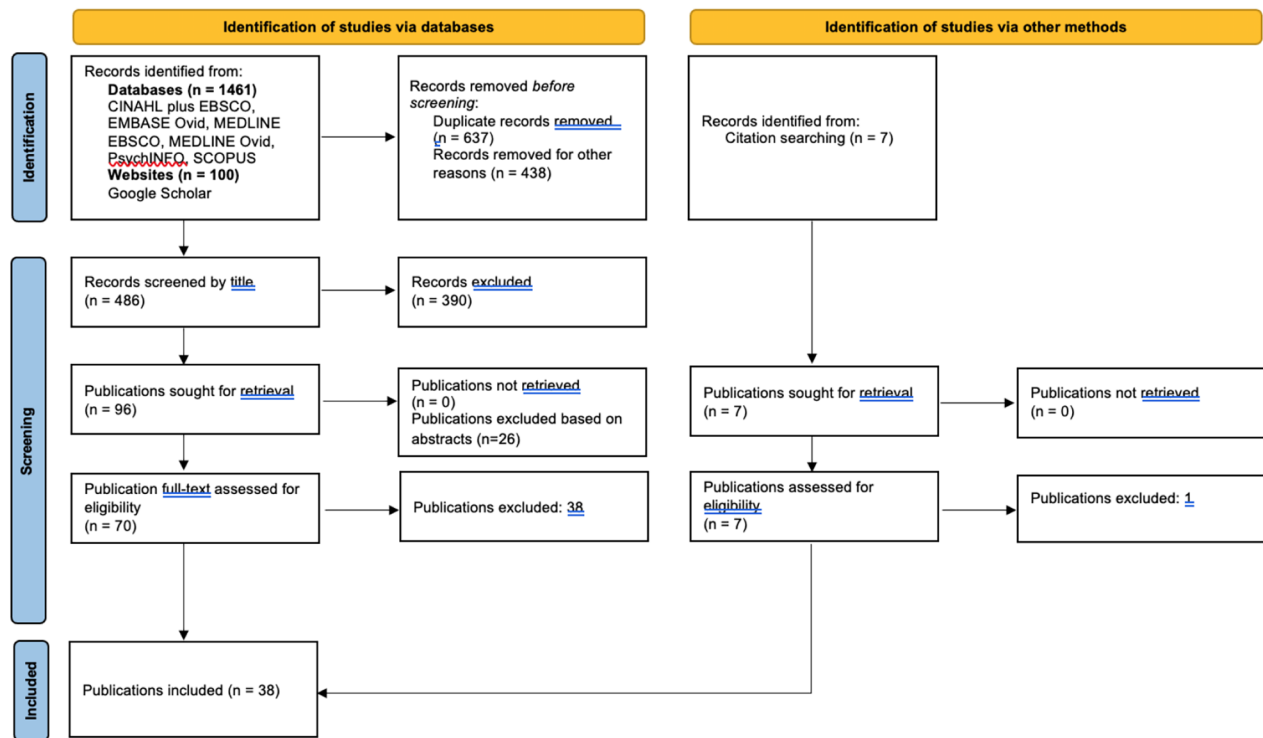 Identification of studies via databases
Identification of studies via other methods
Identification
Records identified from:
Databases (n = 1461)
CINAHL plus EBSCO,
EMBASE Ovid, MEDLINE
EBSCO, MEDLINE Ovid,
PsychINFO, SCOPUS
Websites (n = 100)
Google Scholar
Records removed before
screening:
Duplicate records removed
(n = 637)
Records removed for other
reasons (n = 438)
Records identified from:
Citation searching (n = 7)
Screening
Records screened by title
(n = 486)
Records excluded
(n = 390)
Publications sought for retrieval
(n = 96)
Publications not retrieved
(n = 0)
Publications excluded based on
abstracts (n=26)
Publications sought for retrieval
(n = 7)
Publications not retrieved
(n = 0)
Publication full-text assessed for
eligibility
(n = 70)
Publications excluded: 38
Publications assessed for
eligibility
(n = 7)
Publications excluded: 1
Included
Publications included (n = 38)